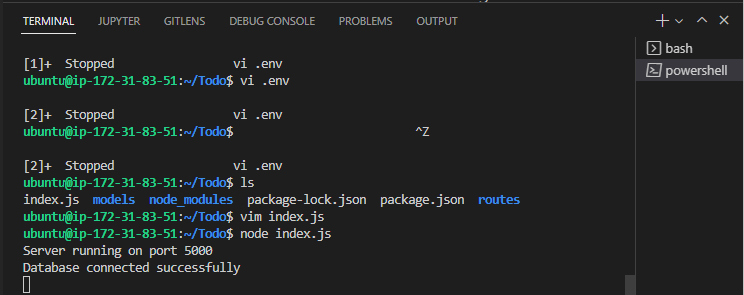 TERMINAL JUPYTER GITLENS DEBUG CONSOLE PROBLEMS OUTPUT
bash
powershell
[1]+  Stopped                 vi .env
ubuntu@ip-172-31-83-51:~/Todo$ vi .env
[2]+  Stopped                 vi .env
ubuntu@ip-172-31-83-51:~/Todo$                          ^Z
[2]+  Stopped                 vi .env
ubuntu@ip-172-31-83-51:~/Todo$ ls
index.js  models  node_modules  package-lock.json  package.json  routes
ubuntu@ip-172-31-83-51:~/Todo$ vim index.js
ubuntu@ip-172-31-83-51:~/Todo$ node index.js
Server running on port 5000
Database connected successfully